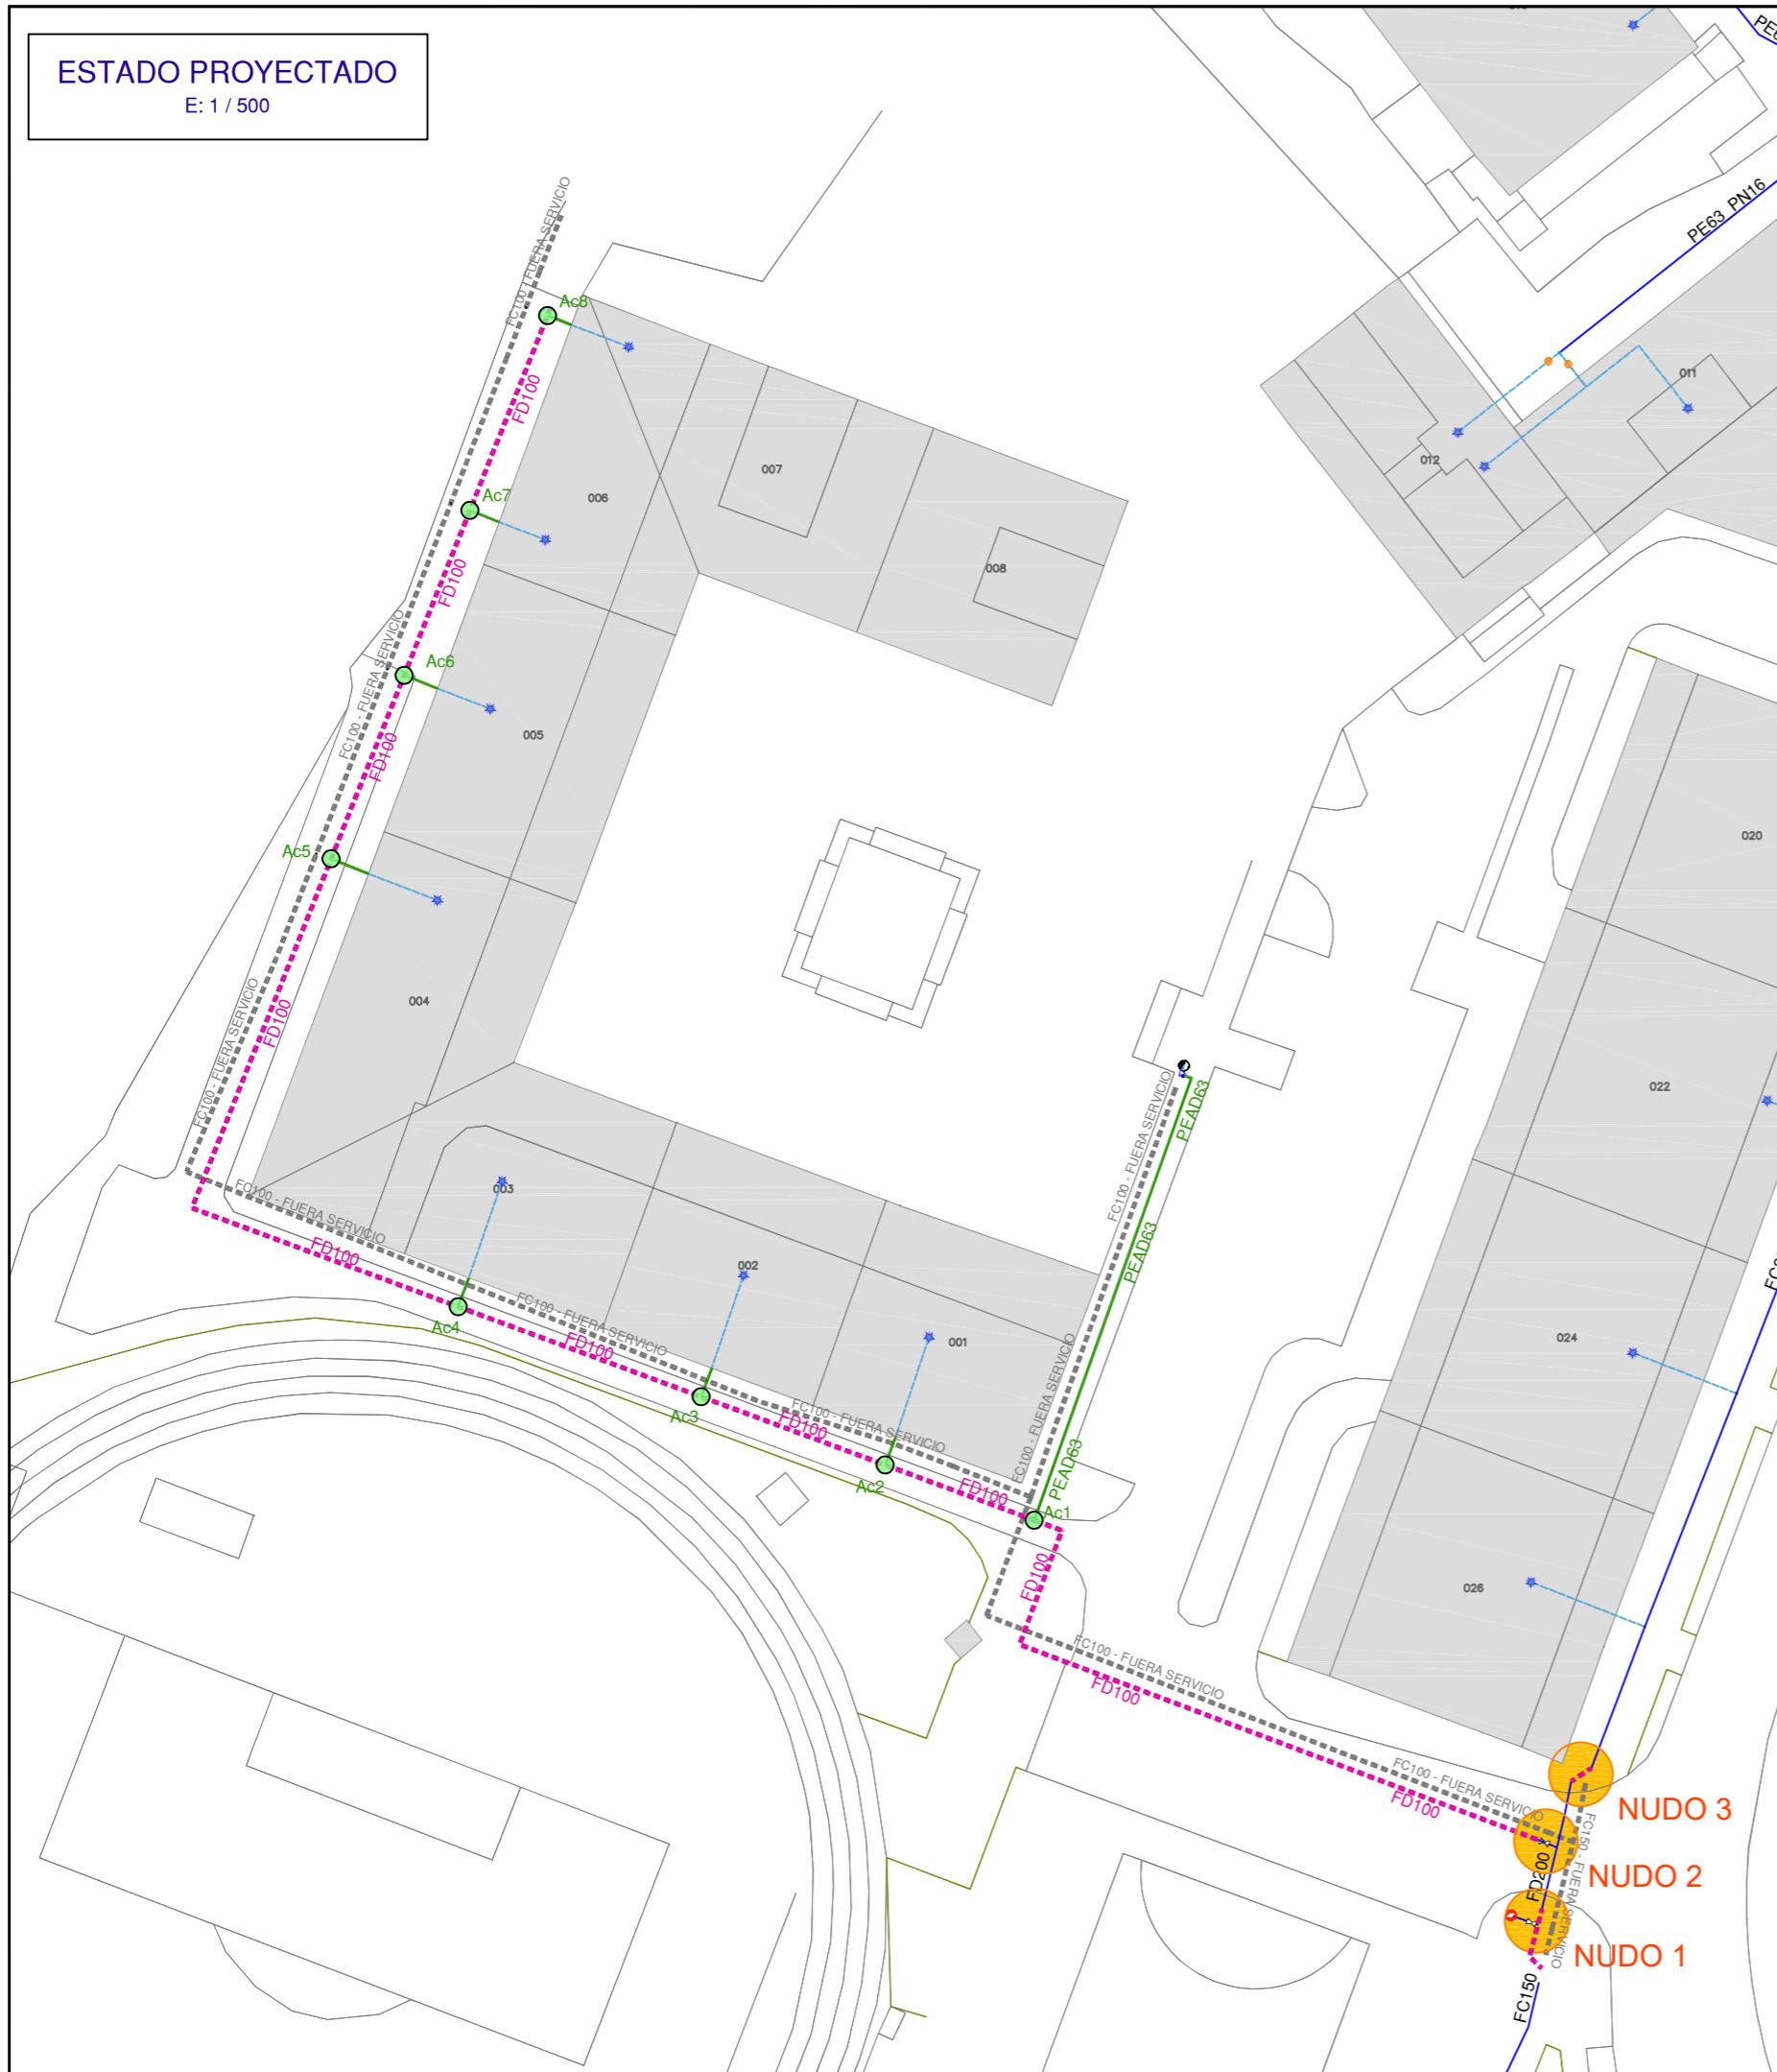 ESTADO PROYECTADO
E: 1 / 500
PE63 PN16
FC100 - FUERA SERVICIO
Ac8
FD100
011
012
007
Ac7
006
008
FD100
FC100 - FUERA SERVICIO
Ac6
005
FD100
020
Ac5
004
FC100 - FUERA SERVICIO
FD100
022
FC100 - FUERA SERVICIO
PEAD63
003
FC100 - FUERA SERVICIO
FD100
PEAD63
002
FC100 - FUERA SERVICIO
Ac4
FD100
001
024
FC100 - FUERA SERVICIO
Ac3
FC100 - FUERA SERVICIO
FD100
PEAD63
Ac2
FD100
Ac1
FD100
026
FC100 - FUERA SERVICIO
FD100
FC100 - FUERA SERVICIO
FD100
NUDO 3
FC150 - FUERA SERVICIO
FD200
NUDO 2
NUDO 1
FC150